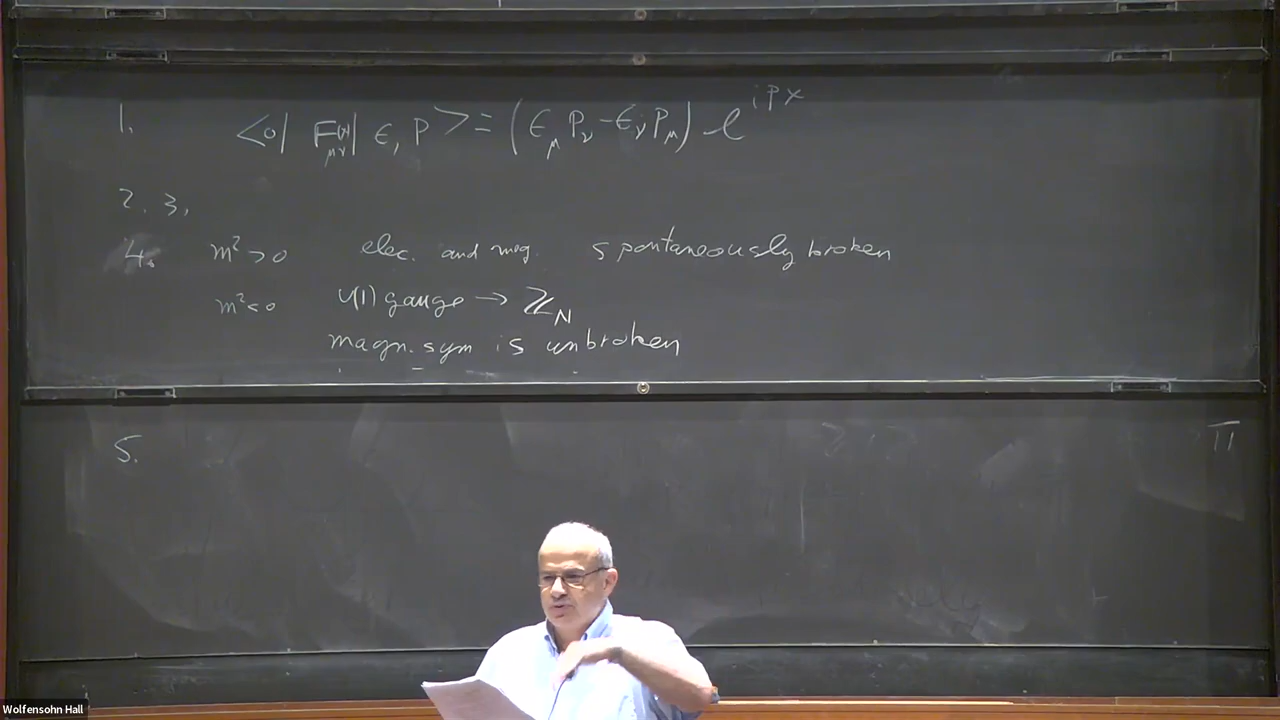 1. <0| F_{μν}(x) | ϵ, P > = (ϵ_μ P_ν - ϵ_ν P_μ) e^{iPx}
2. 3.
4. m² > 0 elec. and mag. spontaneously broken
m² < 0 U(1) gauge → ℤ_N
magn. sym is unbroken
5.
Wolfensohn Hall